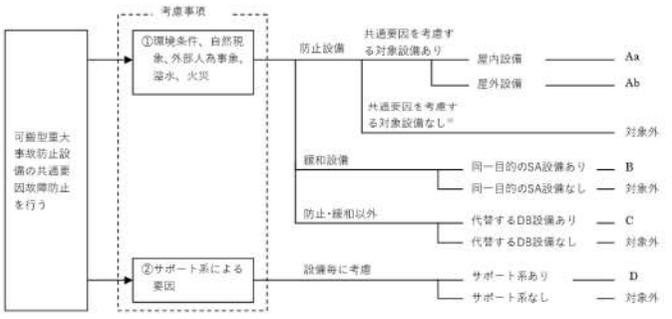 考慮事項
①環境条件、自然現
象、外部人為事象、
溢水、火災
防止設備
共通要因を考慮す
る対象設備あり
屋内設備
Aa
屋外設備
Ab
共通要因を考慮す
る対象設備なし※
対象外
可搬型重大
事故防止設
備の共通要
因故障防止
を行う
緩和設備
同一目的のSA設備あり
B
同一目的のSA設備なし
対象外
防止・緩和以外
代替するDB設備あり
C
代替するDB設備なし
対象外
②サポート系による
要因
設備毎に考慮
サポート系あり
D
サポート系なし
対象外